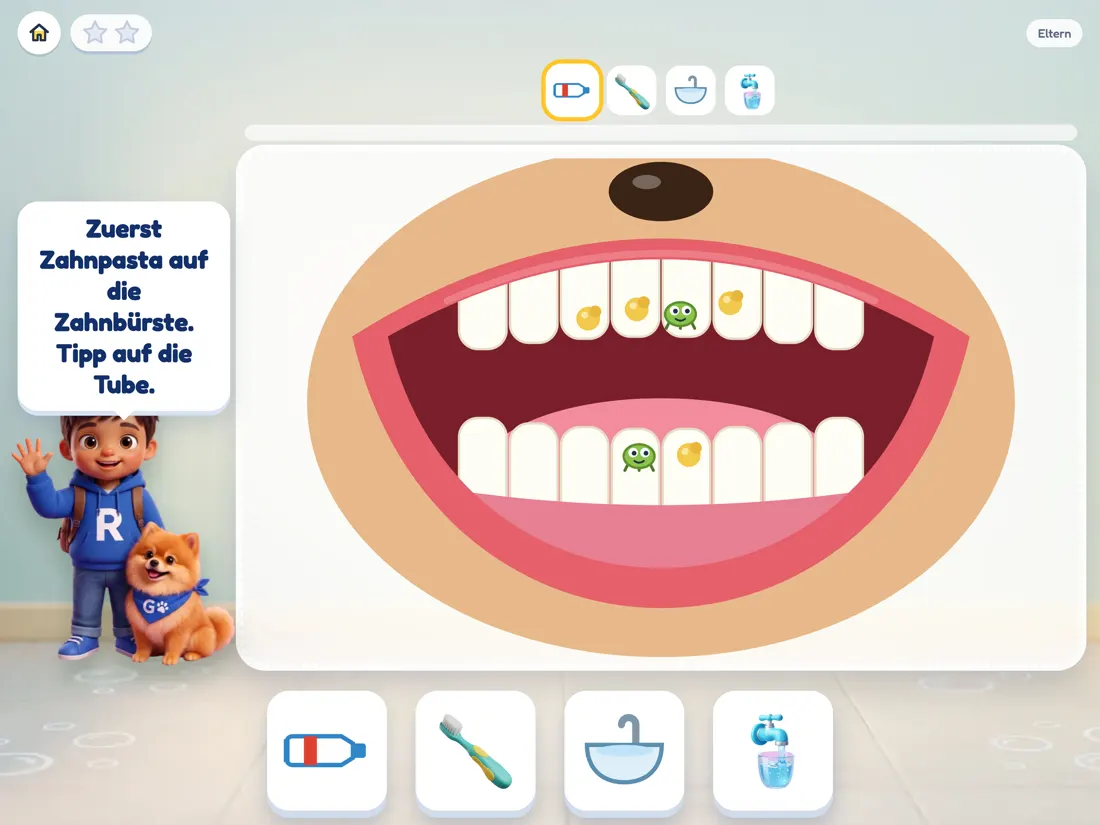 Eltern
Zuerst
Zahnpasta auf
die
Zahnbürste.
Tipp auf die
Tube.
R
G